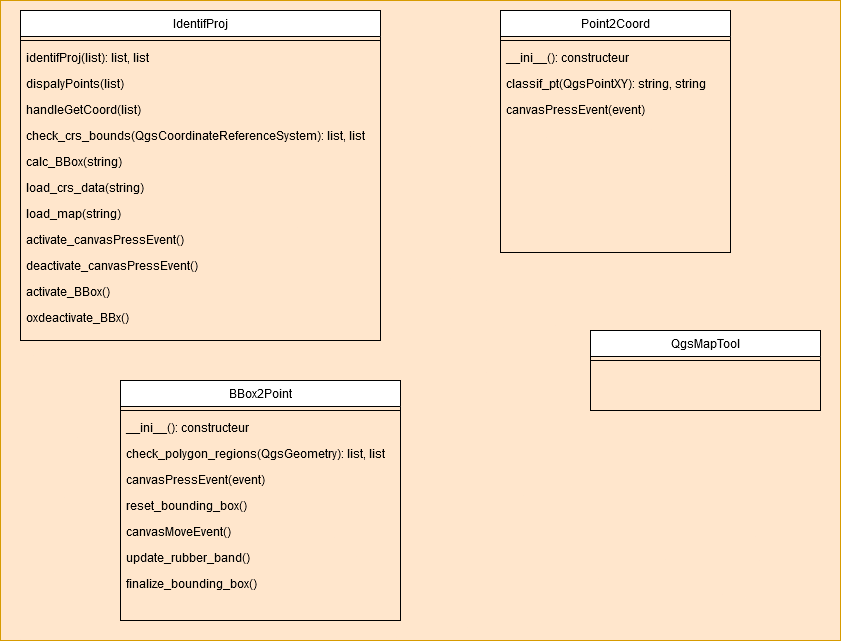 IdentifProj
identifProj(list): list, list
dispalyPoints(list)
handleGetCoord(list)
check_crs_bounds(QgsCoordinateReferenceSystem): list, list
calc_BBox(string)
load_crs_data(string)
load_map(string)
activate_canvasPressEvent()
deactivate_canvasPressEvent()
activate_BBox()
oxdeactivate_BBx()
Point2Coord
__ini__(): constructeur
classif_pt(QgsPointXY): string, string
canvasPressEvent(event)
QgsMapTool
BBox2Point
__ini__(): constructeur
check_polygon_regions(QgsGeometry): list, list
canvasPressEvent(event)
reset_bounding_box()
canvasMoveEvent()
update_rubber_band()
finalize_bounding_box()